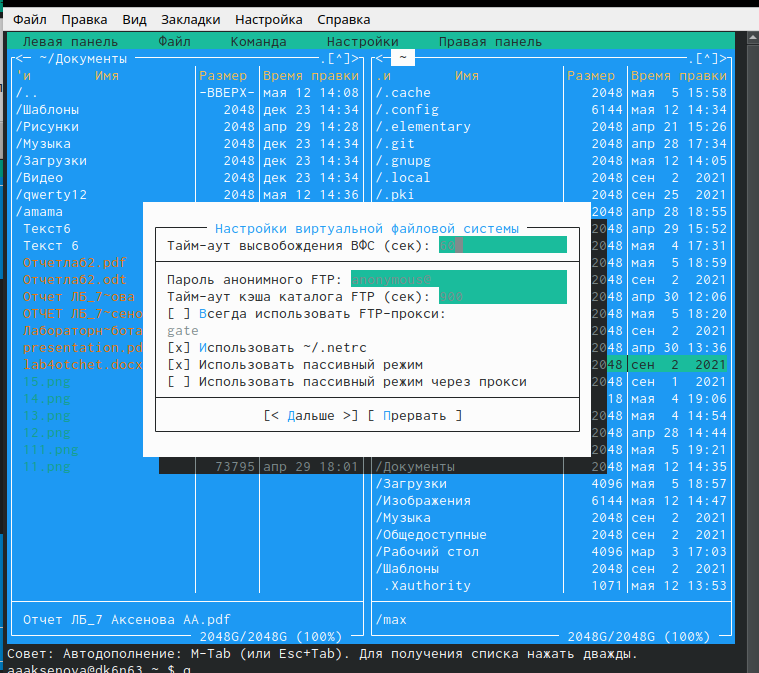 Файл Правка Вид Закладки Настройка Справка
Левая панель Файл Команда Настройки Правая панель
<— ~/Документы .[^]> <— ~ .[^]>
'и Имя Размер Время правки .и Имя Размер Время правки
/.. -ВВЕРХ- мая 12 14:08 /.cache 2048 мая 5 15:58
/Шаблоны 2048 дек 23 14:34 /.config 6144 мая 12 14:34
/Рисунки 2048 апр 29 14:28 /.elementary 2048 апр 21 15:26
/Музыка 2048 дек 23 14:34 /.git 2048 апр 28 17:34
/Загрузки 2048 дек 23 14:34 /.gnupg 2048 мая 12 14:05
/Видео 2048 дек 23 14:34 /.local 2048 сен 2 2021
/qwerty12 2048 мая 12 14:36 /.pki 2048 сен 25 2021
/amama 2048 апр 28 18:55
Текст6 Настройки виртуальной файловой системы 2048 апр 29 15:52
Текст 6 Тайм-аут высвобождения ВФС (сек): 2048 мая 4 17:31
Отчетла62.pdf 2048 мая 5 18:59
Отчетла62.odt Пароль анонимного FTP: 2048 сен 2 2021
Отчет ЛБ_7~ова Тайм-аут кэша каталога FTP (сек): 2048 апр 30 12:06
ОТЧЕТ ЛБ_7~сено [ ] Всегда использовать FTP-прокси: 2048 мая 5 18:20
Лабораторн~бота gate 2048 сен 2 2021
presentation.pd [x] Использовать ~/.netrc 2048 апр 30 13:36
lab4otchet.docx [x] Использовать пассивный режим 2048 сен 2 2021
15.png [ ] Использовать пассивный режим через прокси 2048 сен 1 2021
14.png 18 мая 4 19:06
13.png [< Дальше >] [ Прервать ] 2048 мая 4 14:54
12.png 2048 апр 28 14:44
111.png 2048 мая 5 19:21
11.png 73795 апр 29 18:01 /Документы 2048 мая 12 14:35
/Загрузки 4096 мая 5 18:57
/Изображения 6144 мая 12 14:47
/Музыка 2048 сен 2 2021
/Общедоступные 2048 сен 2 2021
/Рабочий стол 4096 мар 3 17:03
/Шаблоны 2048 сен 2 2021
.Xauthority 1071 мая 12 13:53
Отчет ЛБ_7 Аксенова АА.pdf /max
2048G/2048G (100%) 2048G/2048G (100%)
Совет: Автодополнение: M-Tab (или Esc+Tab). Для получения списка нажать дважды.
aaaksenova@dk6n63 ~ $ q